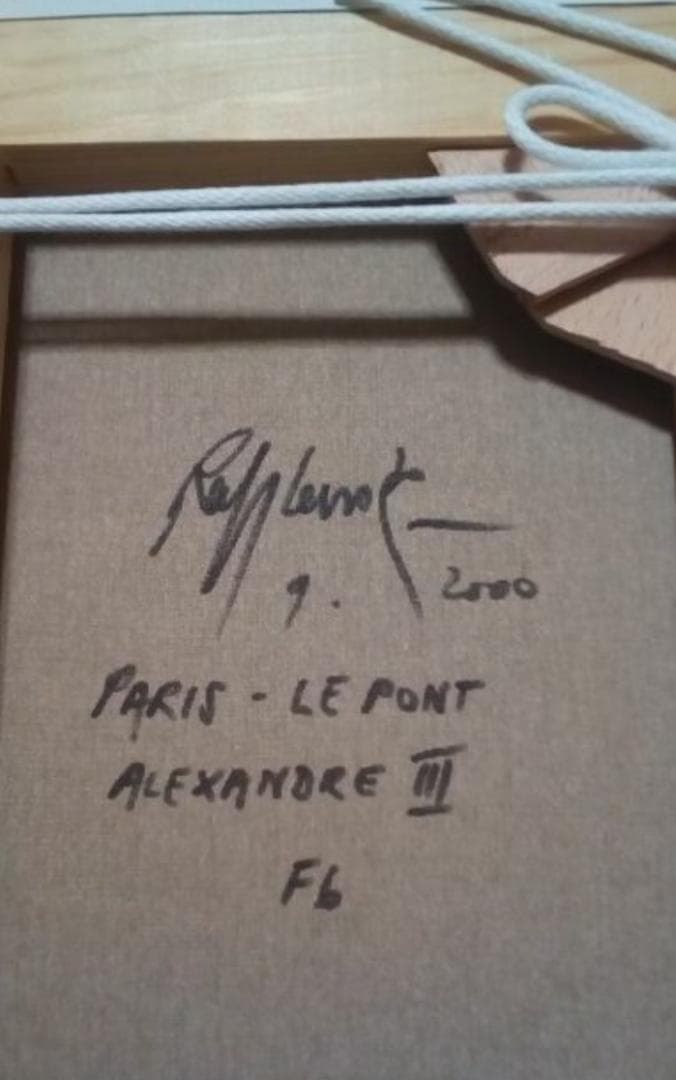 9. 2000
PARIS - LE PONT
ALEXANDRE III
F6